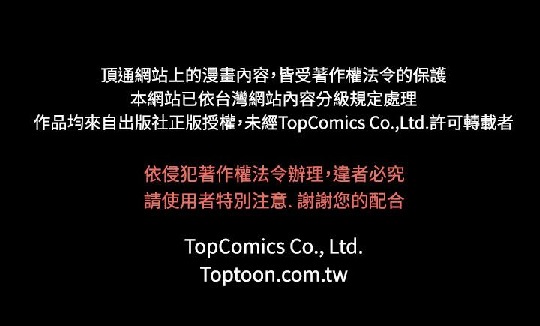 頂通網站上的漫畫內容,皆受著作權法令的保護
本網站已依台灣網站內容分級規定處理
作品均來自出版社正版授權,未經TopComics Co.,Ltd.許可轉載者
依侵犯著作權法令辦理,違者必究
請使用者特別注意. 謝謝您的配合
TopComics Co., Ltd.
Toptoon.com.tw